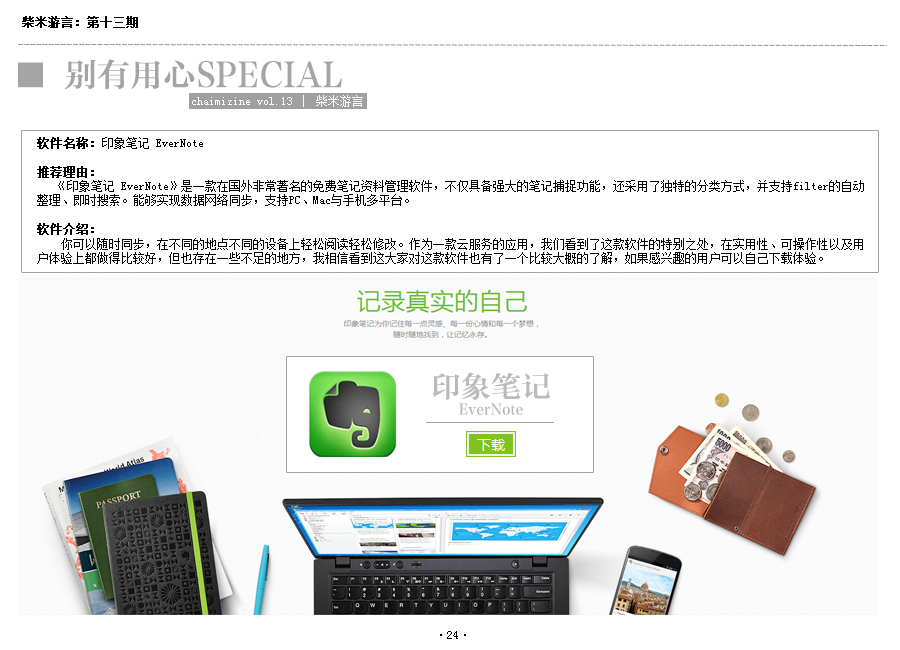 柴米游言：第十三期
别有用心SPECIAL
chaimizine vol.13 | 柴米游言
软件名称：印象笔记 EverNote
推荐理由：
《印象笔记 EverNote》是一款在国外非常著名的免费笔记资料管理软件，不仅具备强大的笔记捕捉功能，还采用了独特的分类方式，并支持filter的自动
整理、即时搜索。能够实现数据网络同步，支持PC、Mac与手机多平台。
软件介绍：
你可以随时同步，在不同的地点不同的设备上轻松阅读轻松修改。作为一款云服务的应用，我们看到了这款软件的特别之处，在实用性、可操作性以及用
户体验上都做得比较好，但也存在一些不足的地方，我相信看到这大家对这款软件也有了一个比较大概的了解，如果感兴趣的用户可以自己下载体验。
记录真实的自己
印象笔记为你记住每一点灵感、每一份心情和每一个梦想，
随时随地找到，让记忆永存。
印象笔记
EverNote
下载
World Atlas
PASSPORT
1000
5000
·24·